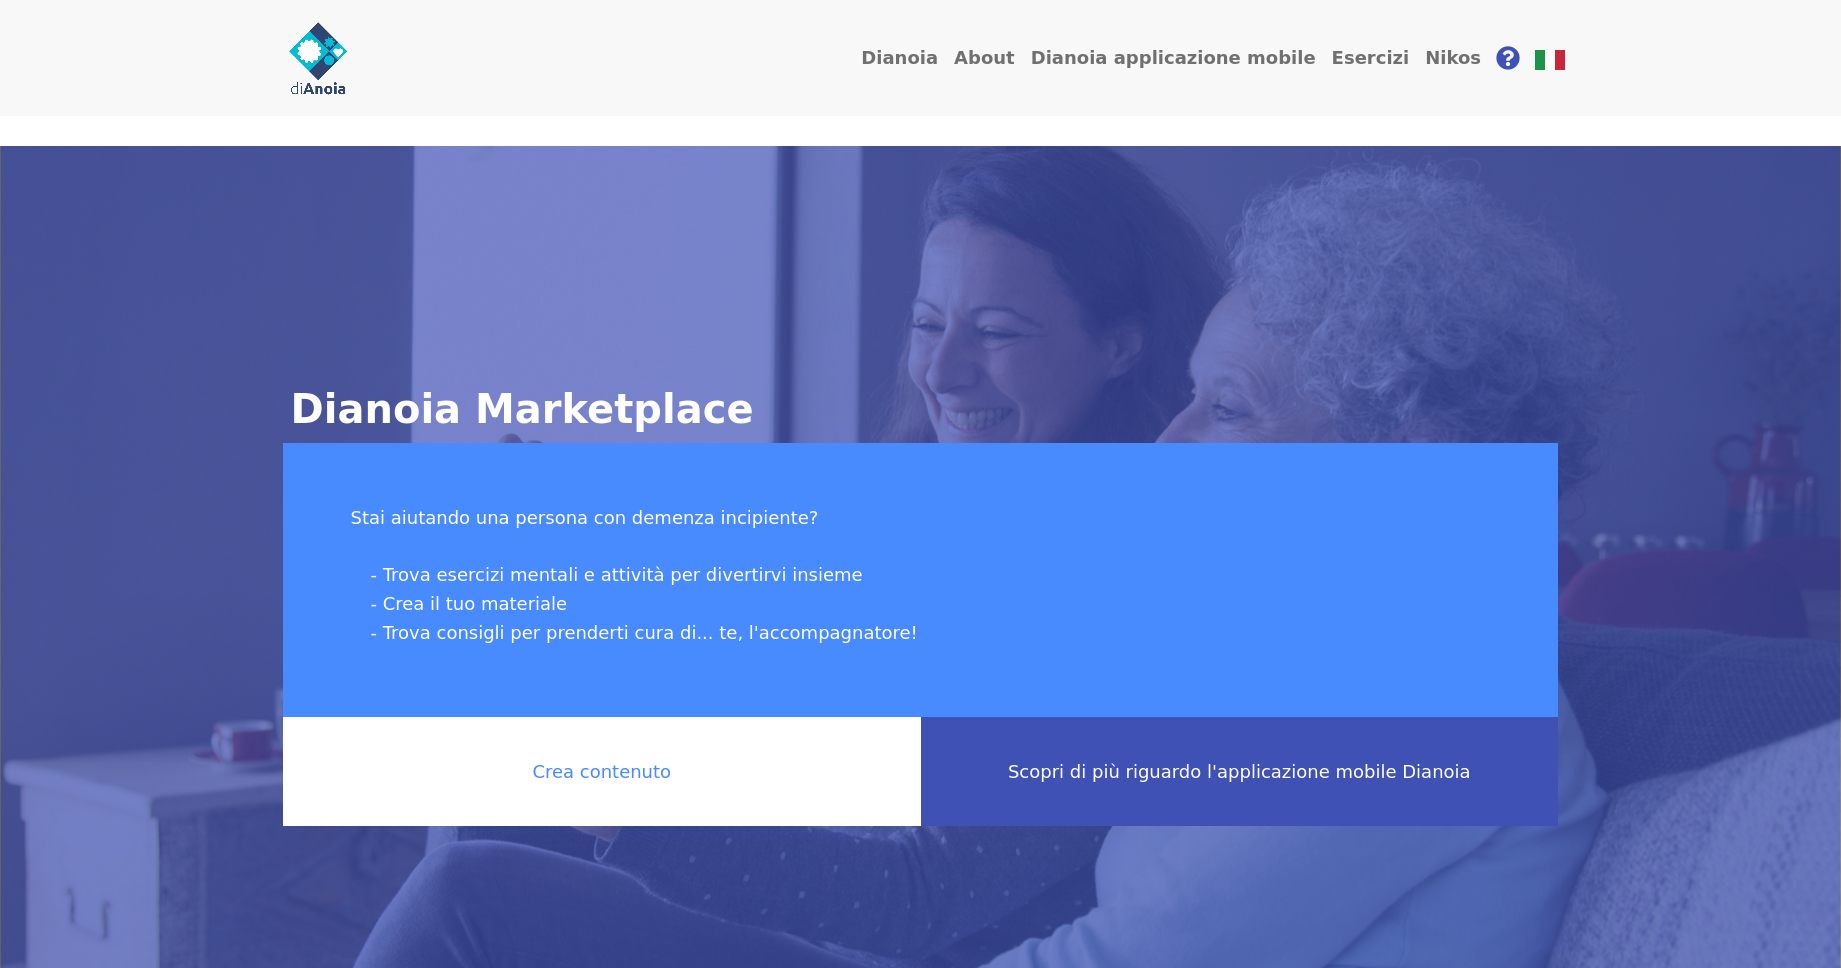 diAnoia
Dianoia About Dianoia applicazione mobile Esercizi Nikos ?
Dianoia Marketplace
Stai aiutando una persona con demenza incipiente?
- Trova esercizi mentali e attività per divertirvi insieme
- Crea il tuo materiale
- Trova consigli per prenderti cura di... te, l'accompagnatore!
Crea contenuto
Scopri di più riguardo l'applicazione mobile Dianoia